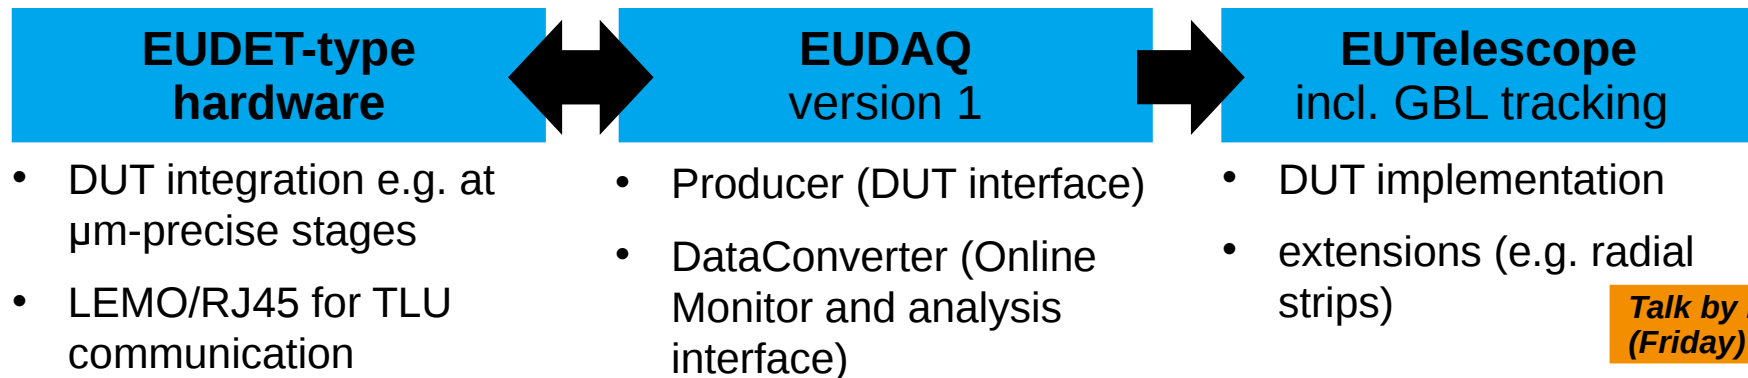 EUDET-type
hardware
• DUT integration e.g. at
μm-precise stages
• LEMO/RJ45 for TLU
communication
EUDAQ
version 1
• Producer (DUT interface)
• DataConverter (Online
Monitor and analysis
interface)
EUTelescope
incl. GBL tracking
• DUT implementation
• extensions (e.g. radial
strips)
Talk by
(Friday)